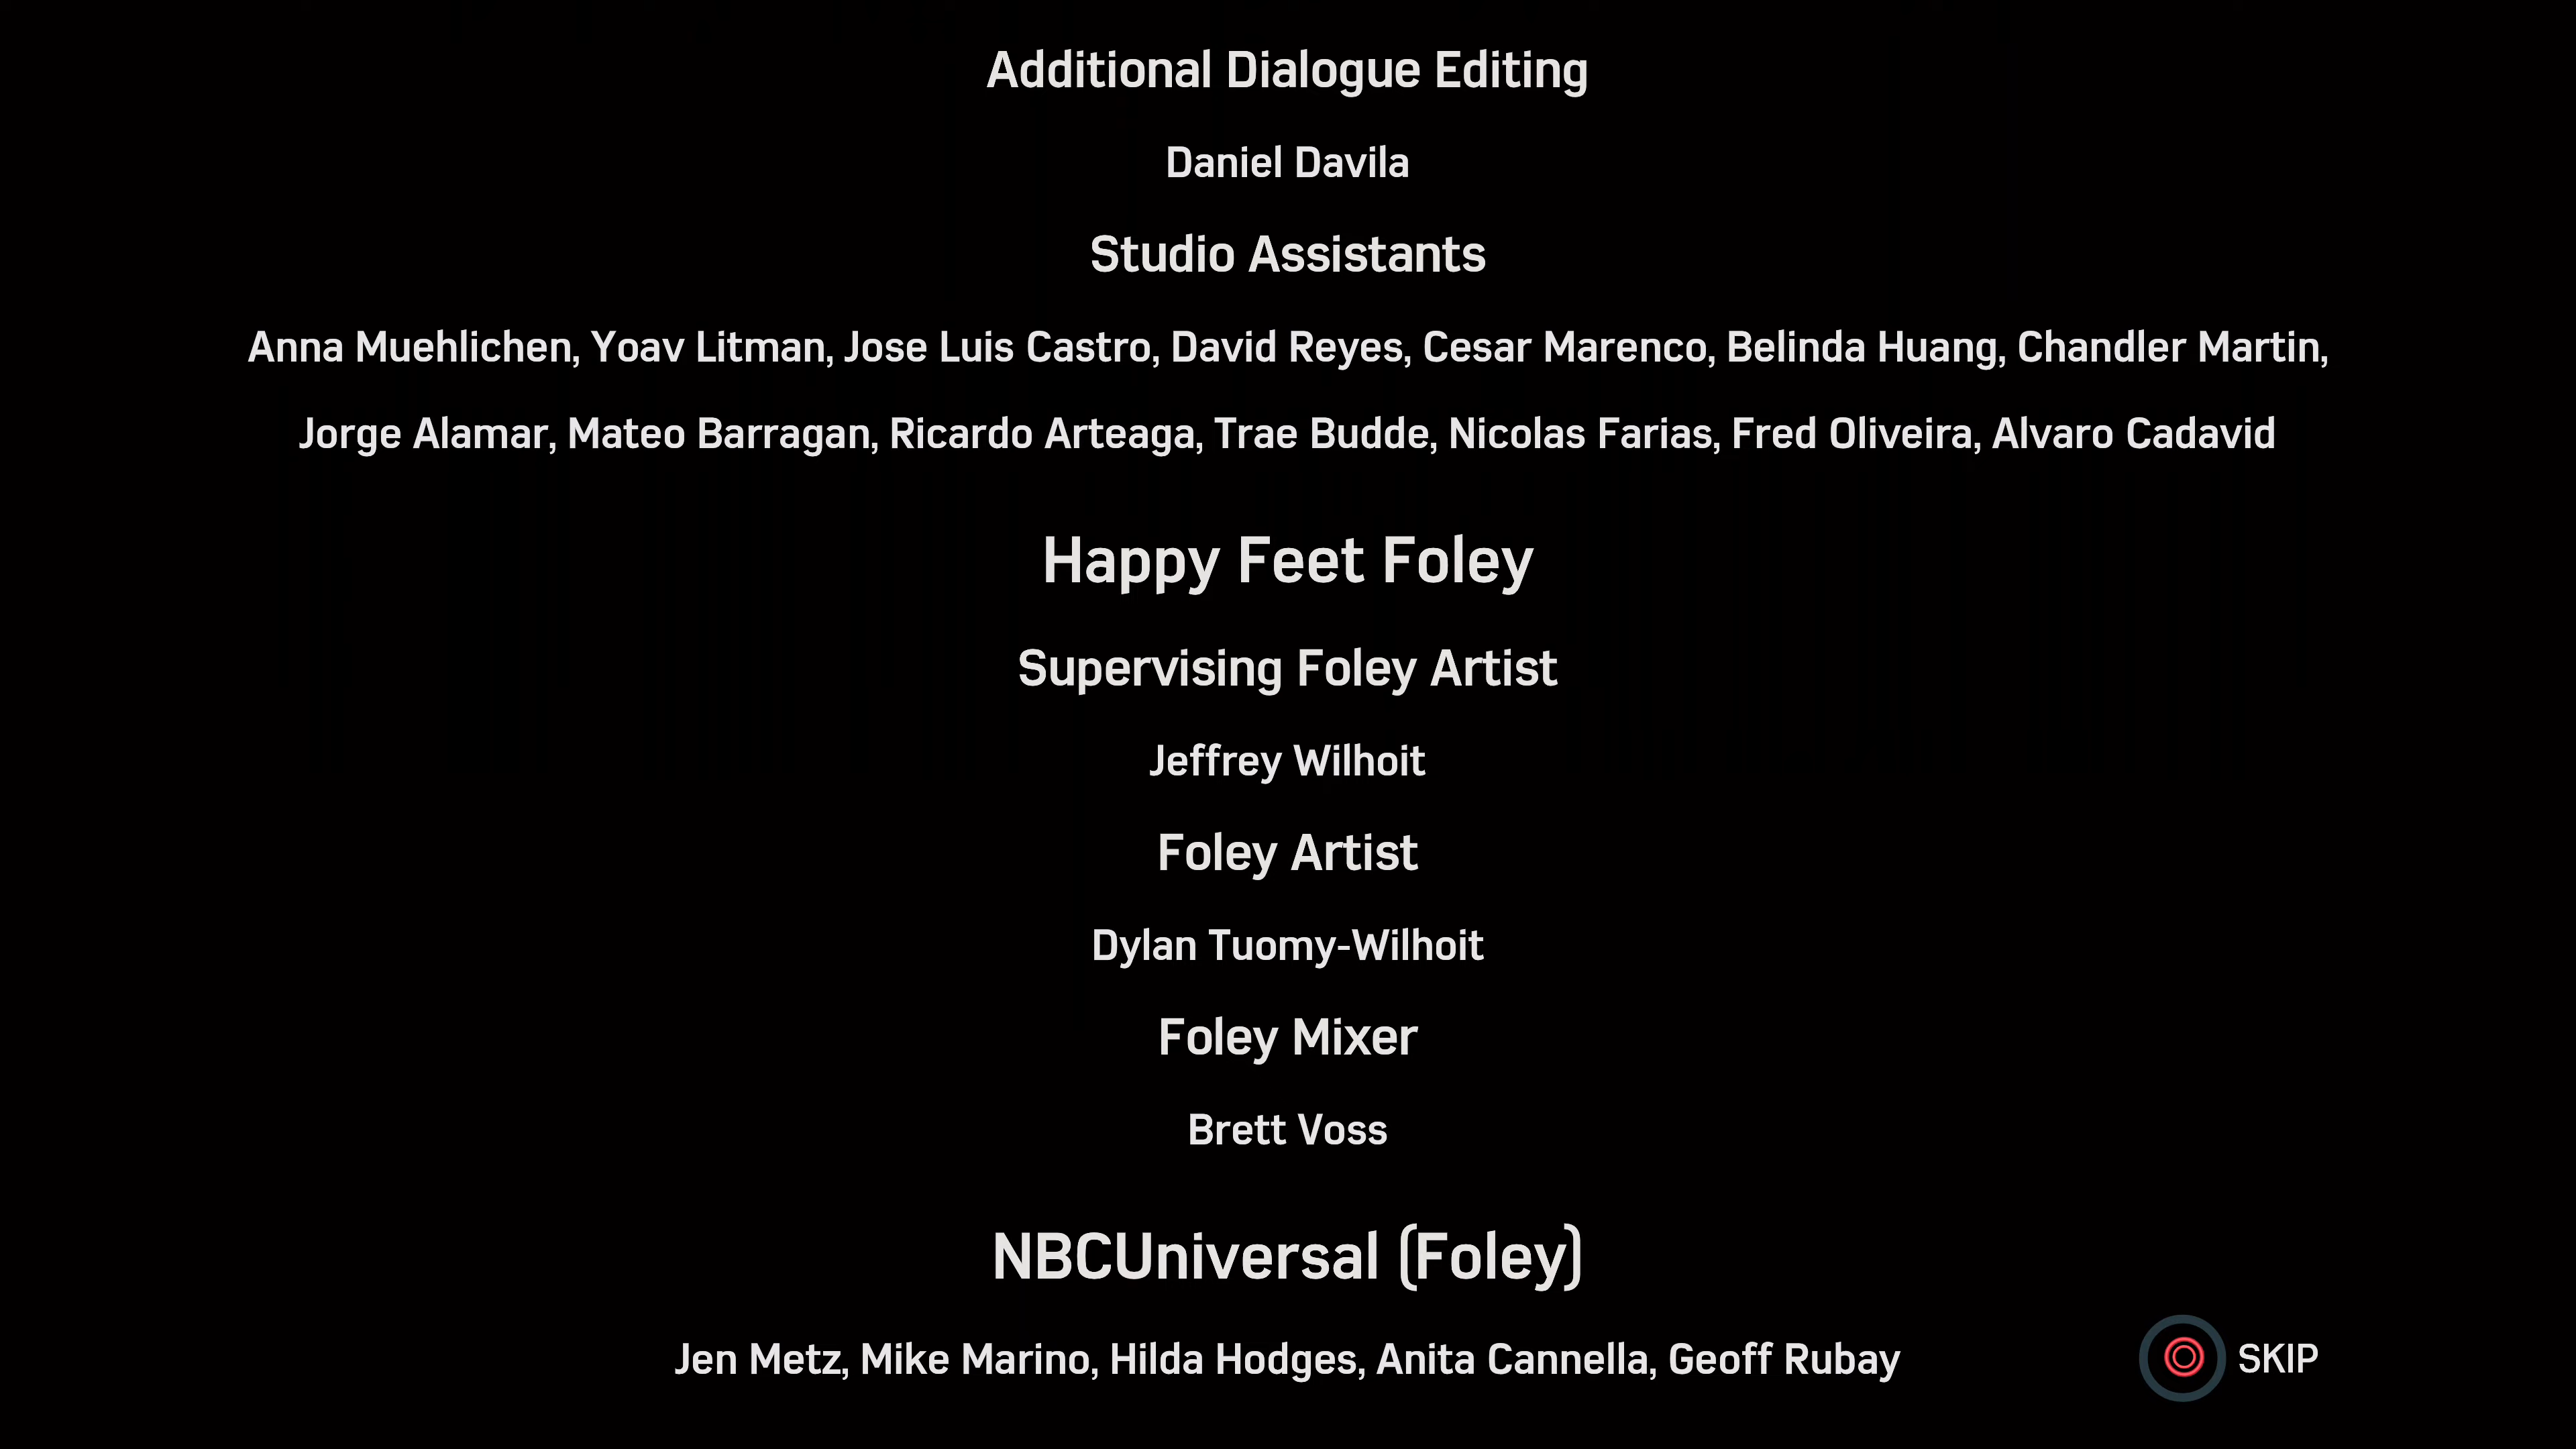 Additional Dialogue Editing
Daniel Davila
Studio Assistants
Anna Muehlichen, Yoav Litman, Jose Luis Castro, David Reyes, Cesar Marenco, Belinda Huang, Chandler Martin,
Jorge Alamar, Mateo Barragan, Ricardo Arteaga, Trae Budde, Nicolas Farias, Fred Oliveira, Alvaro Cadavid
Happy Feet Foley
Supervising Foley Artist
Jeffrey Wilhoit
Foley Artist
Dylan Tuomy-Wilhoit
Foley Mixer
Brett Voss
NBCUniversal (Foley)
Jen Metz, Mike Marino, Hilda Hodges, Anita Cannella, Geoff Rubay
SKIP